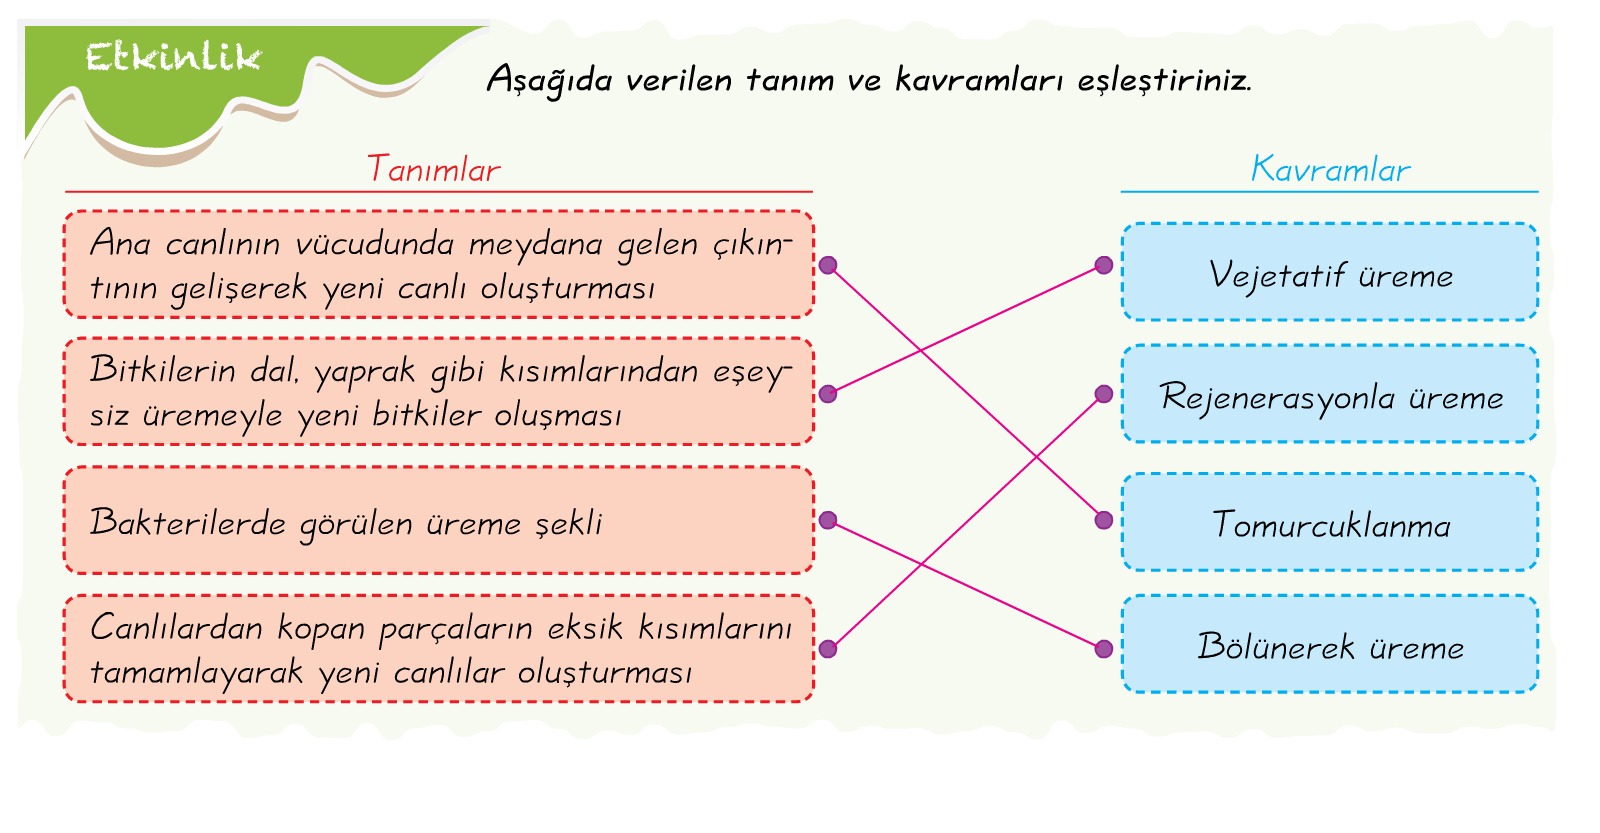 Etkinlik
Aşağıda verilen tanım ve kavramları eşleştiriniz.
Tanımlar
Ana canlının vücudunda meydana gelen çıkın-
tının gelişerek yeni canlı oluşturması
Bitkilerin dal, yaprak gibi kısımlarından eşey-
siz üremeyle yeni bitkiler oluşması
Bakterilerde görülen üreme şekli
Canlılardan kopan parçaların eksik kısımlarını
tamamlayarak yeni canlılar oluşturması
Kavramlar
Vejetatif üreme
Rejenerasyonla üreme
Tomurcuklanma
Bölünerek üreme